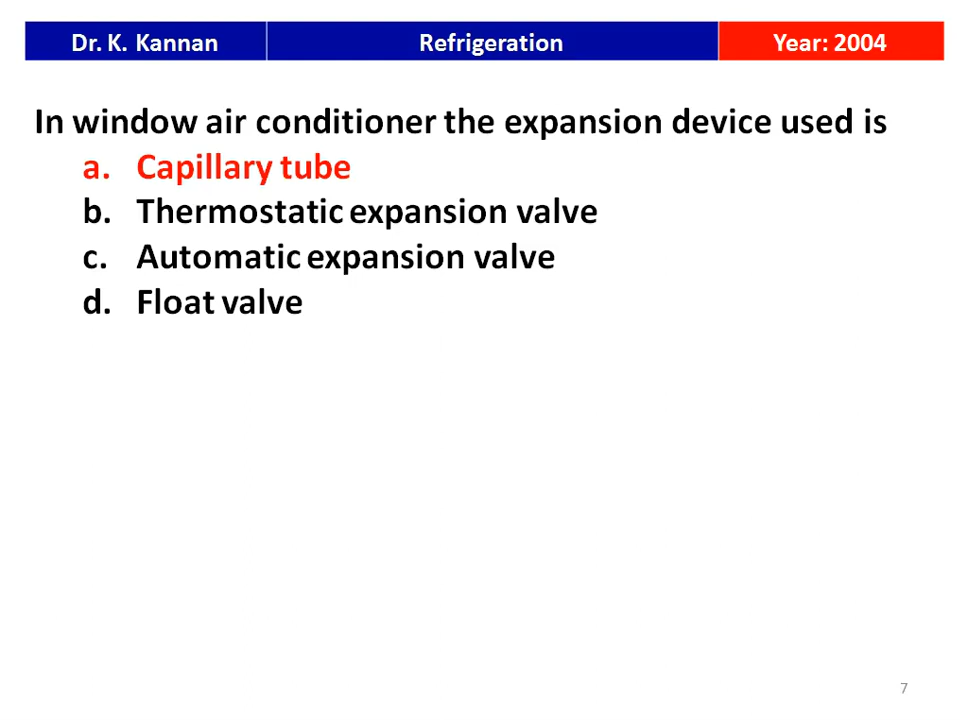 Dr. K. Kannan Refrigeration Year: 2004
In window air conditioner the expansion device used is
a. Capillary tube
b. Thermostatic expansion valve
c. Automatic expansion valve
d. Float valve
7